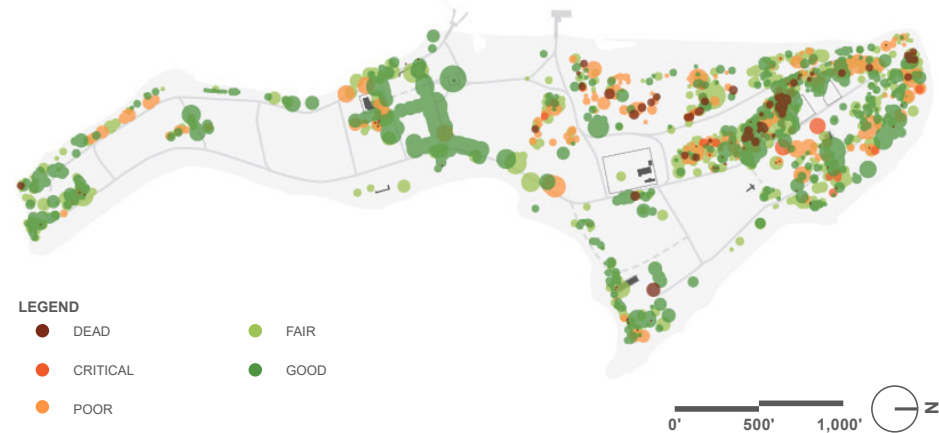 LEGEND
DEAD
CRITICAL
POOR
FAIR
GOOD
0' 500' 1,000'
N